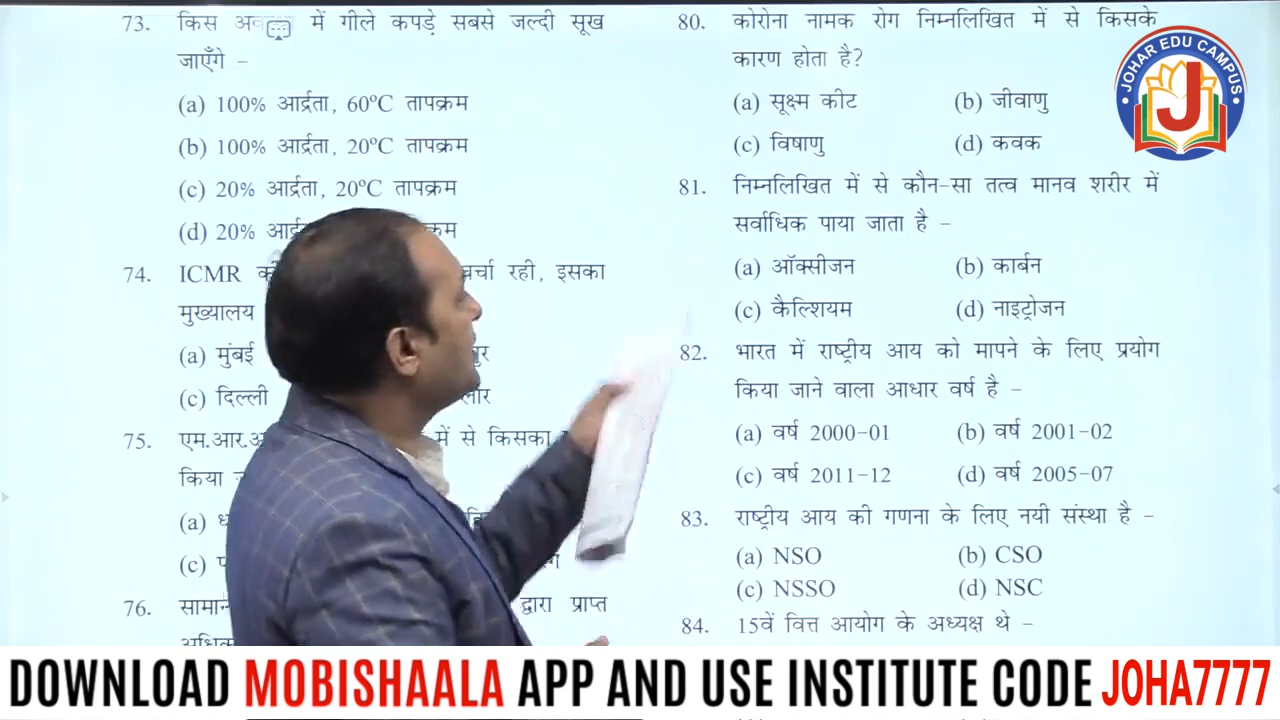 73. किस में गीले कपड़े सबसे जल्दी सूख
जाएँगे –
(a) 100% आर्द्रता, 60°C तापक्रम
(b) 100% आर्द्रता, 20°C तापक्रम
(c) 20% आर्द्रता, 20°C तापक्रम
(d) 20%
74. ICMR रही, इसका
मुख्यालय
(a) मुंबई
(c) दिल्ली
75. एम.आर. में से किसका
किया
(a)
(c)
76. द्वारा प्राप्त
80. कोरोना नामक रोग निम्नलिखित में से किसके
कारण होता है?
(a) सूक्ष्म कीट (b) जीवाणु
(c) विषाणु (d) कवक
81. निम्नलिखित में से कौन-सा तत्व मानव शरीर में
सर्वाधिक पाया जाता है –
(a) ऑक्सीजन (b) कार्बन
(c) कैल्शियम (d) नाइट्रोजन
82. भारत में राष्ट्रीय आय को मापने के लिए प्रयोग
किया जाने वाला आधार वर्ष है –
(a) वर्ष 2000-01 (b) वर्ष 2001-02
(c) वर्ष 2011-12 (d) वर्ष 2005-07
83. राष्ट्रीय आय की गणना के लिए नयी संस्था है –
(a) NSO (b) CSO
(c) NSSO (d) NSC
84. 15वें वित्त आयोग के अध्यक्ष थे –
JOHAR EDU CAMPUS
J
DOWNLOAD MOBISHAALA APP AND USE INSTITUTE CODE JOHA7777